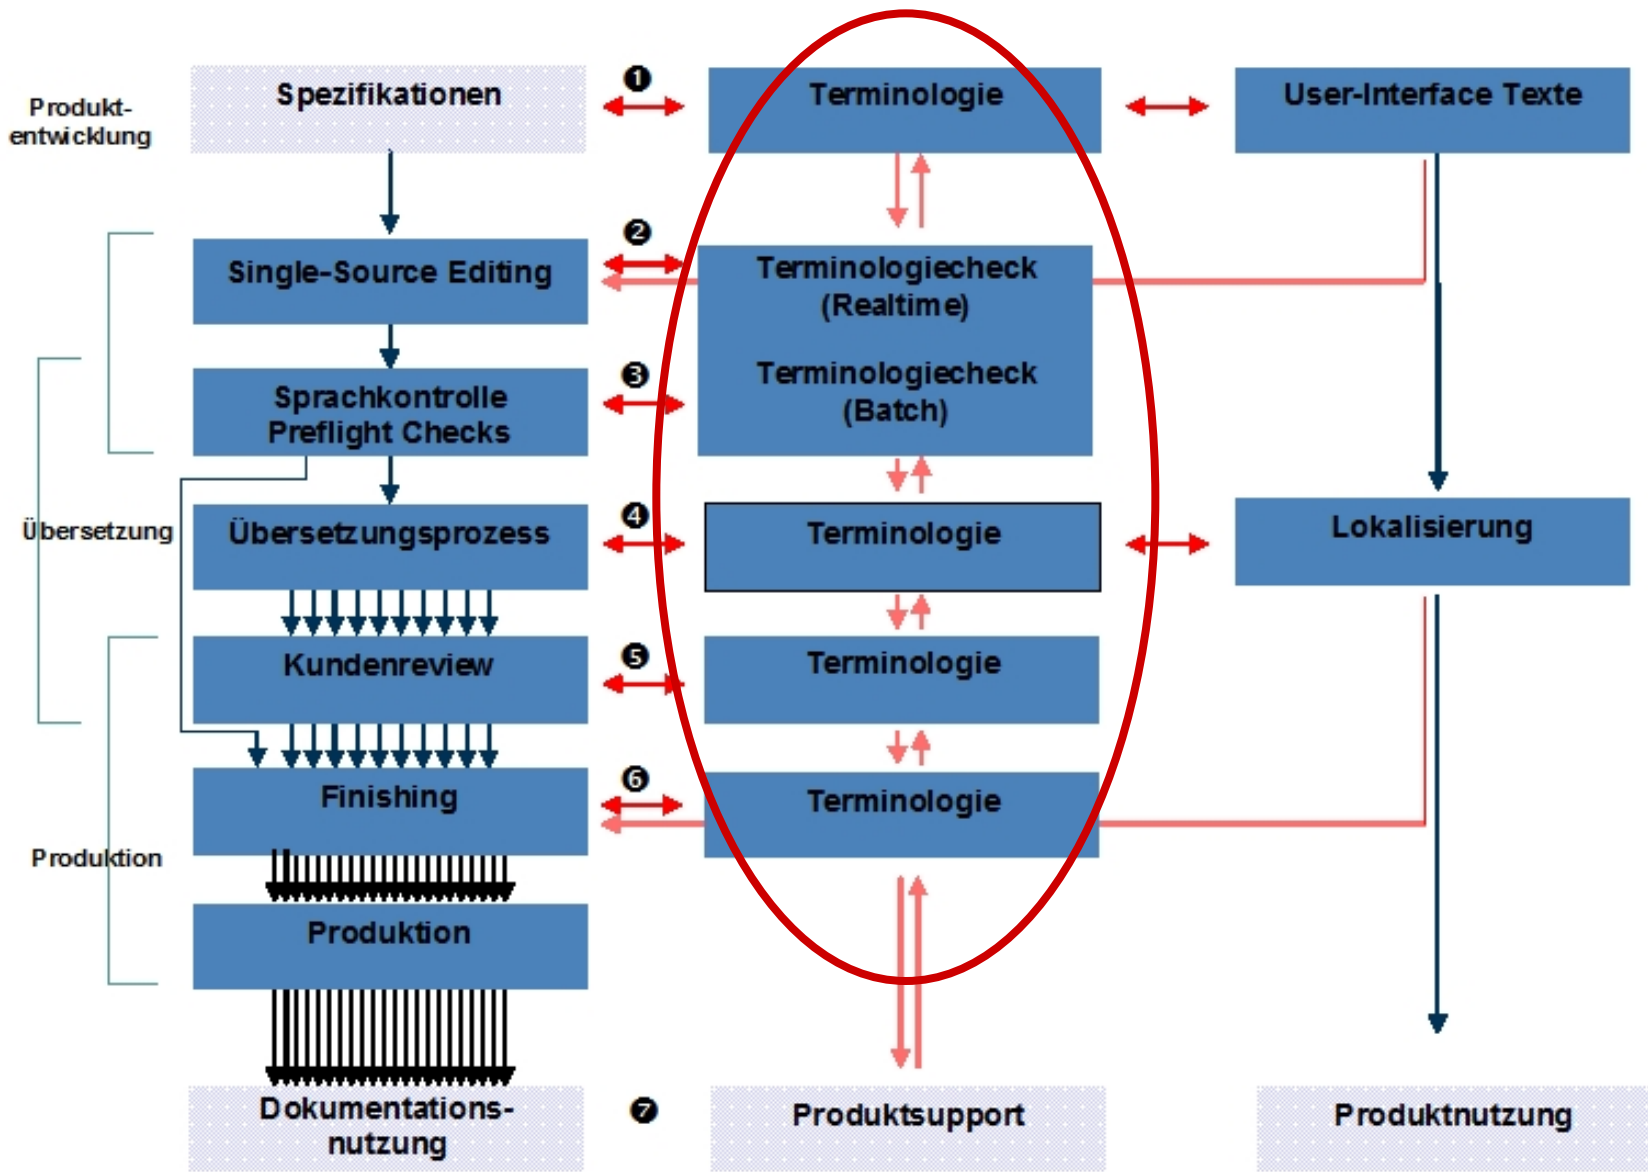 Produkt-
entwicklung
Spezifikationen
❶
Terminologie
User-Interface Texte
Single-Source Editing
❷
Terminologiecheck
(Realtime)
Sprachkontrolle
Preflight Checks
❸
Terminologiecheck
(Batch)
Übersetzung
Übersetzungsprozess
❹
Terminologie
Lokalisierung
Kundenreview
❺
Terminologie
Finishing
❻
Terminologie
Produktion
Produktion
Dokumentations-
nutzung
❼
Produktsupport
Produktnutzung